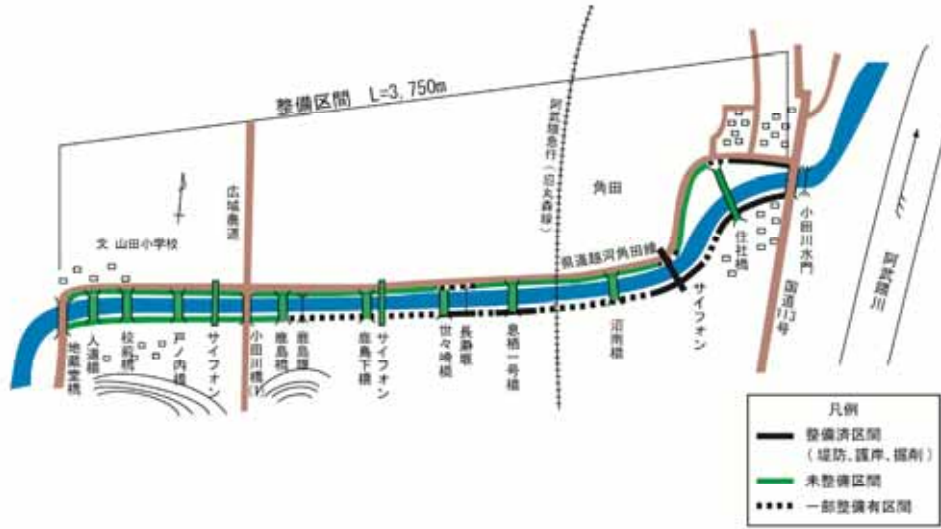 整備区間 L=3,750m
広域農道
阿武隈急行
角田
文 山田小学校
県道越河角田線
住社橋
小田川水門
国道113号
阿武隈川
地蔵堂橋
人道橋
校前橋
戸ノ内橋
サイフォン
小田川橋
鹿島橋
鹿島堰
鹿島下橋
サイフォン
世々崎橋
長瀞堰
息栖一号橋
沼南橋
サイフォン
凡例
整備済区間
(堤防、護岸、掘削)
未整備区間
一部整備有区間